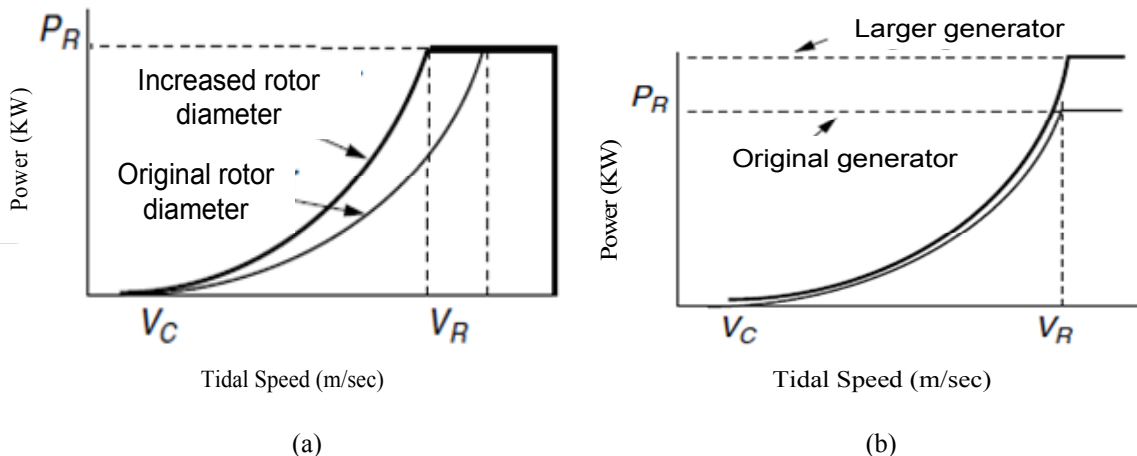 P_R
Increased rotor
diameter
Original rotor
diameter
Power (KW)
V_C
V_R
Tidal Speed (m/sec)
(a)
Larger generator
P_R
Original generator
Power (KW)
V_C
V_R
Tidal Speed (m/sec)
(b)